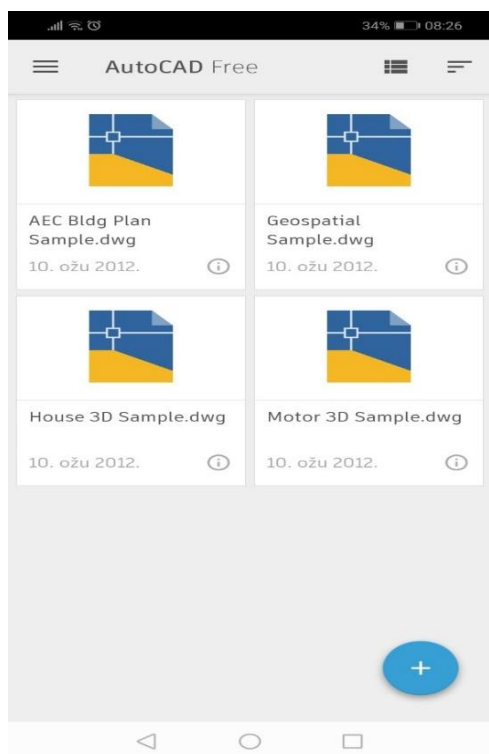 34% 08:26
AutoCAD Free
AEC Bldg Plan
Sample.dwg
10. ožu 2012.
Geospatial
Sample.dwg
10. ožu 2012.
House 3D Sample.dwg
10. ožu 2012.
Motor 3D Sample.dwg
10. ožu 2012.